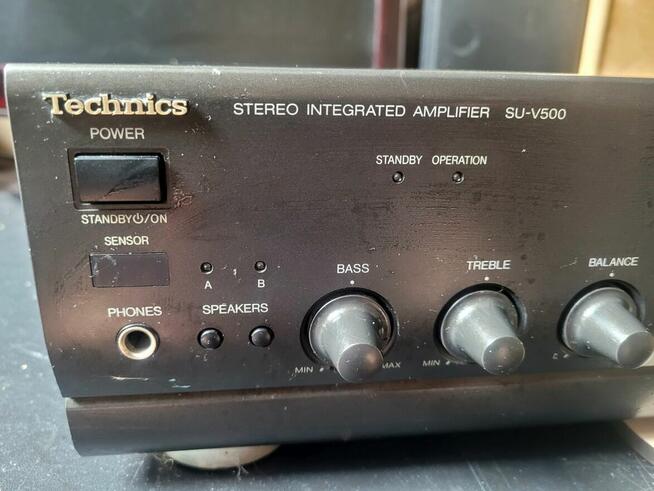 Technics
STEREO INTEGRATED AMPLIFIER SU-V500
POWER
STANDBY⏻/ON
STANDBY OPERATION
SENSOR
A B
PHONES
SPEAKERS
BASS
MIN MAX
TREBLE
MIN
BALANCE